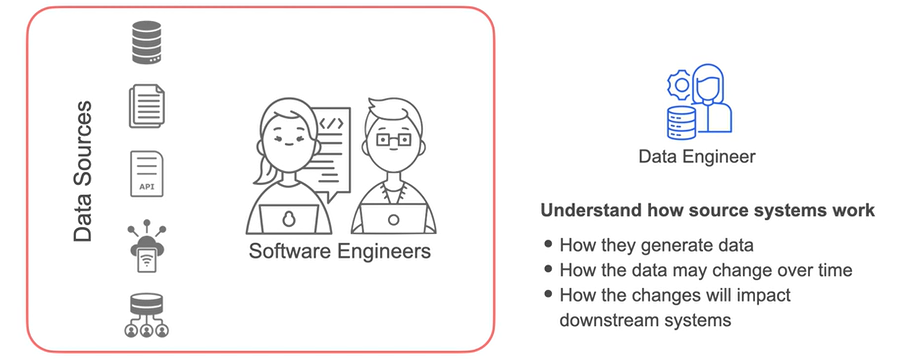 Data Sources
API
</>
Software Engineers
Data Engineer
Understand how source systems work
• How they generate data
• How the data may change over time
• How the changes will impact
downstream systems